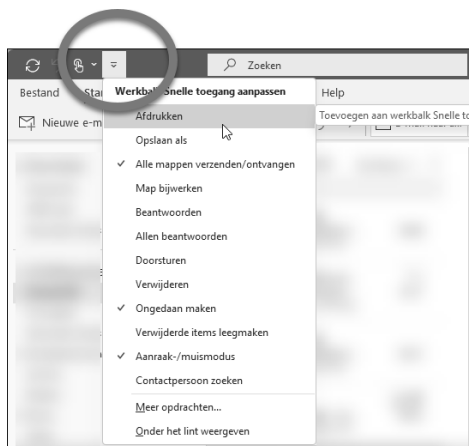 Zoeken
Bestand
Werkbalk Snelle toegang aanpassen
Help
Nieuwe e-m
Afdrukken
Toevoegen aan werkbalk Snelle to
Opslaan als
Alle mappen verzenden/ontvangen
Map bijwerken
Beantwoorden
Allen beantwoorden
Doorsturen
Verwijderen
Ongedaan maken
Verwijderde items leegmaken
Aanraak-/muismodus
Contactpersoon zoeken
Meer opdrachten...
Onder het lint weergeven